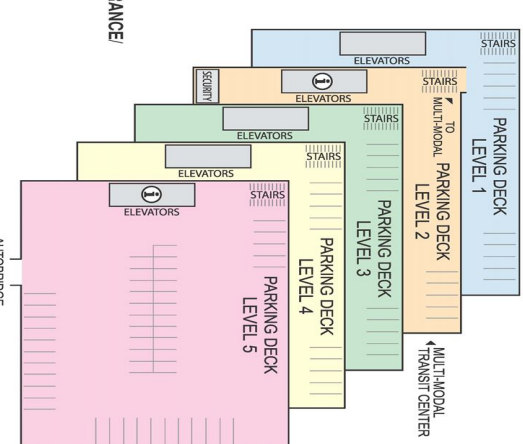 RANCE/
STAIRS
ELEVATORS
PARKING DECK
LEVEL 1
SECURITY
i
ELEVATORS
STAIRS
TO
MULTI-MODAL
PARKING DECK
LEVEL 2
MULTI-MODAL
TRANSIT CENTER
ELEVATORS
STAIRS
PARKING DECK
LEVEL 3
ELEVATORS
STAIRS
PARKING DECK
LEVEL 4
i
ELEVATORS
STAIRS
PARKING DECK
LEVEL 5